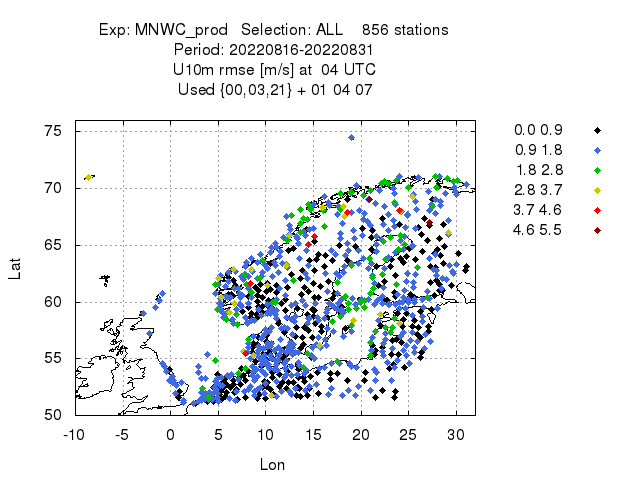 Exp: MNWC_prod   Selection: ALL    856 stations
Period: 20220816-20220831
U10m rmse [m/s] at  04 UTC
Used {00,03,21} + 01 04 07
0.0 0.9
0.9 1.8
1.8 2.8
2.8 3.7
3.7 4.6
4.6 5.5
75
70
65
60
55
50
Lat
-10 -5 0 5 10 15 20 25 30
Lon